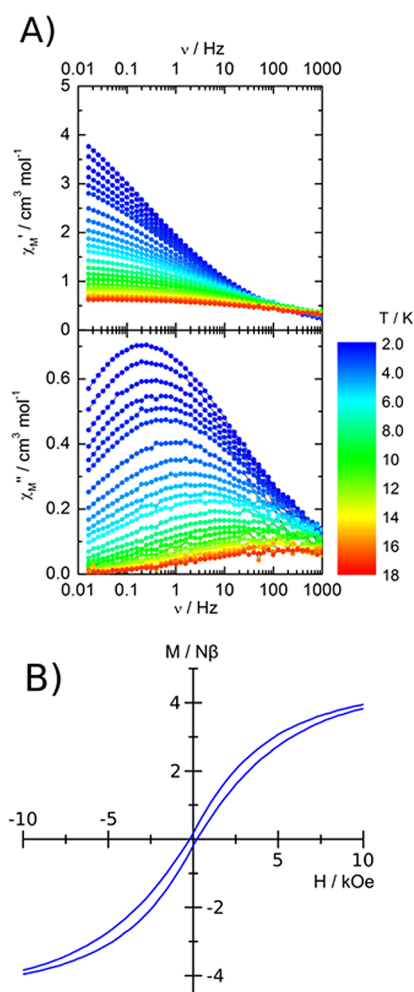 A)
ν / Hz
0.01 0.1 1 10 100 1000
5
4
3
2
1
0
χM' / cm³ mol⁻¹
0.6
0.4
0.2
0.0
χM'' / cm³ mol⁻¹
0.01 0.1 1 10 100 1000
ν / Hz
T / K
2.0
4.0
6.0
8.0
10
12
14
16
18
B)
M / Nβ
4
2
-10 -5
5 10
H / kOe
-2
-4